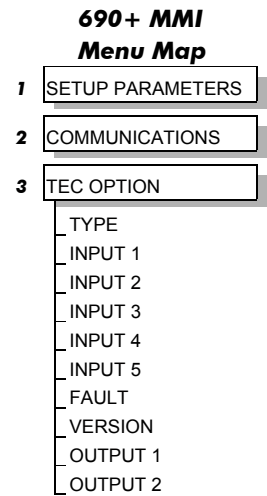 690+ MMI
Menu Map
1 SETUP PARAMETERS
2 COMMUNICATIONS
3 TEC OPTION
TYPE
INPUT 1
INPUT 2
INPUT 3
INPUT 4
INPUT 5
FAULT
VERSION
OUTPUT 1
OUTPUT 2